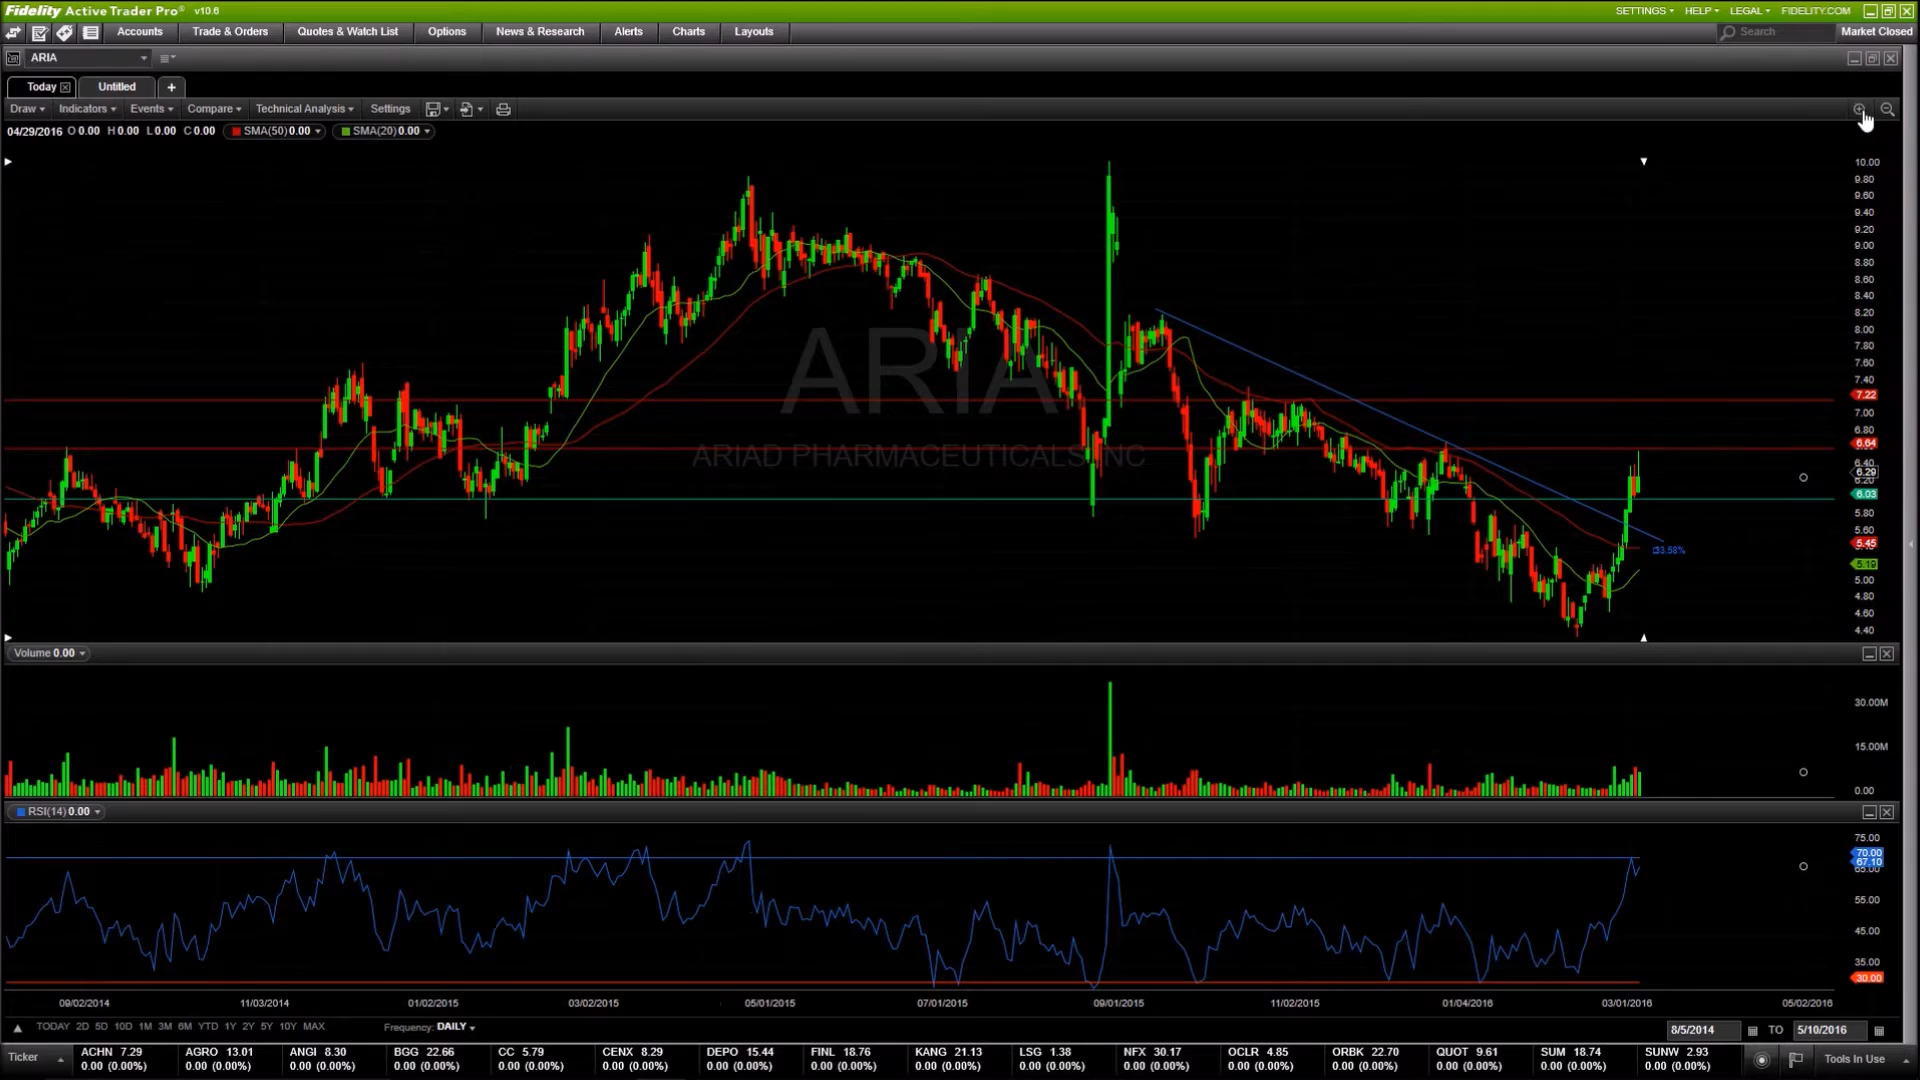 Fidelity Active Trader Pro® v10.6 SETTINGS HELP LEGAL FIDELITY.COM
Accounts Trade & Orders Quotes & Watch List Options News & Research Alerts Charts Layouts Search Market Closed
ARIA
Today Untitled +
Draw Indicators Events Compare Technical Analysis Settings
04/29/2016 O 0.00 H 0.00 L 0.00 C 0.00 SMA(50) 0.00 SMA(20) 0.00
10.00
9.80
9.60
9.40
9.20
9.00
8.80
8.60
8.40
8.20
8.00
7.80
7.60
7.40
7.22
7.00
6.80
6.64
6.40
6.29
6.20
6.03
5.80
5.60
5.45
5.19
5.00
4.80
4.60
4.40
ARIA
ARIAD PHARMACEUTICALS INC
33.58%
Volume 0.00
30.00M
15.00M
0.00
RSI(14) 0.00
75.00
70.00
67.10
65.00
55.00
45.00
35.00
30.00
09/02/2014 11/03/2014 01/02/2015 03/02/2015 05/01/2015 07/01/2015 09/01/2015 11/02/2015 01/04/2016 03/01/2016 05/02/2016
TODAY 2D 5D 10D 1M 3M 6M YTD 1Y 2Y 5Y 10Y MAX Frequency: DAILY 8/5/2014 TO 5/10/2016
Ticker ACHN 7.29 AGRO 13.01 ANGI 8.30 BGG 22.66 CC 5.79 CENX 8.29 DEPO 15.44 FINL 18.76 KANG 21.13 LSG 1.38 NFX 30.17 OCLR 4.85 ORBK 22.70 QUOT 9.61 SUM 18.74 SUNW 2.93 Tools In Use
0.00 (0.00%) 0.00 (0.00%) 0.00 (0.00%) 0.00 (0.00%) 0.00 (0.00%) 0.00 (0.00%) 0.00 (0.00%) 0.00 (0.00%) 0.00 (0.00%) 0.00 (0.00%) 0.00 (0.00%) 0.00 (0.00%) 0.00 (0.00%) 0.00 (0.00%) 0.00 (0.00%) 0.00 (0.00%)